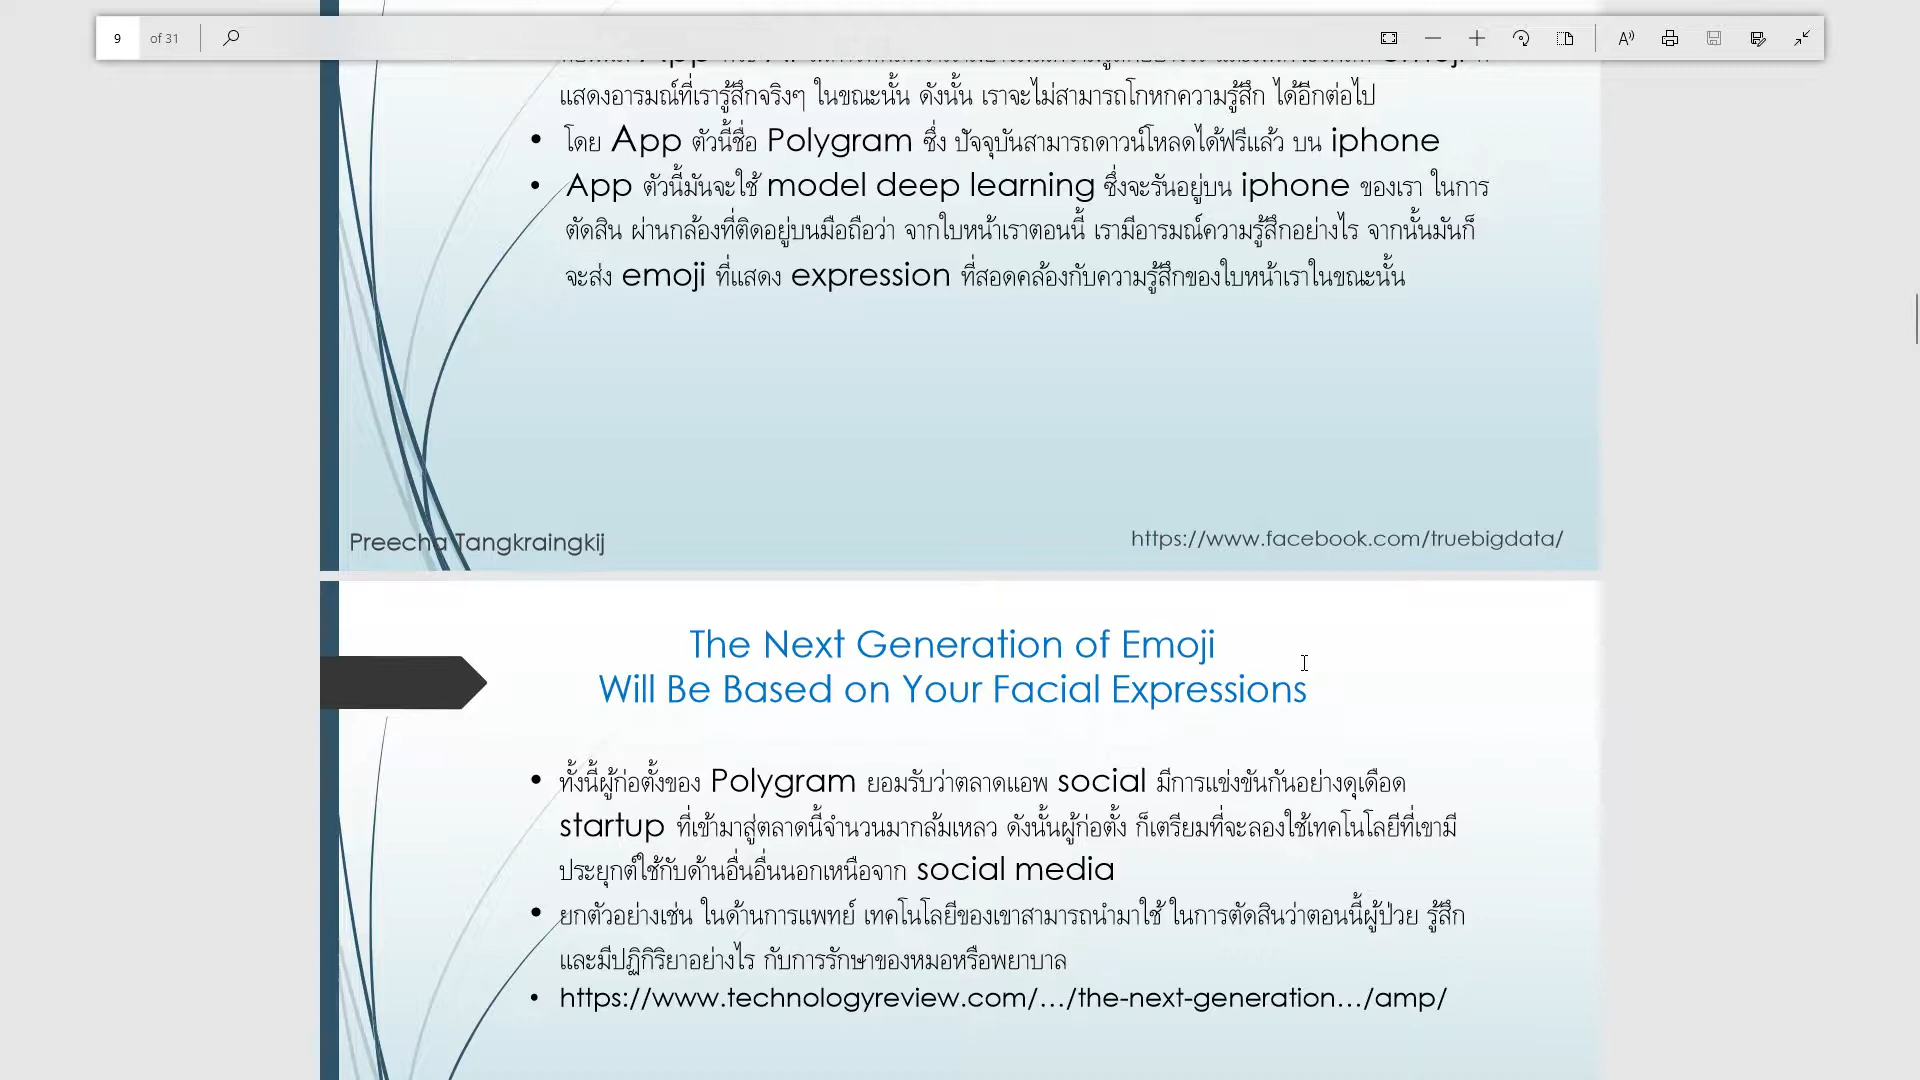 9 of 31
แสดงอารมณ์ที่เรารู้สึกจริงๆ ในขณะนั้น ดังนั้น เราจะไม่สามารถโกหกความรู้สึก ได้อีกต่อไป
• โดย App ตัวนี้ชื่อ Polygram ซึ่ง ปัจจุบันสามารถดาวน์โหลดได้ฟรีแล้ว บน iphone
• App ตัวนี้มันจะใช้ model deep learning ซึ่งจะรันอยู่บน iphone ของเรา ในการ
ตัดสิน ผ่านกล้องที่ติดอยู่บนมือถือว่า จากใบหน้าเราตอนนี้ เรามีอารมณ์ความรู้สึกอย่างไร จากนั้นมันก็
จะส่ง emoji ที่แสดง expression ที่สอดคล้องกับความรู้สึกของใบหน้าเราในขณะนั้น
Preecha Tangkraingkij
https://www.facebook.com/truebigdata/
The Next Generation of Emoji
Will Be Based on Your Facial Expressions
• ทั้งนี้ผู้ก่อตั้งของ Polygram ยอมรับว่าตลาดแอพ social มีการแข่งขันกันอย่างดุเดือด
startup ที่เข้ามาสู่ตลาดนี้จำนวนมากล้มเหลว ดังนั้นผู้ก่อตั้ง ก็เตรียมที่จะลองใช้เทคโนโลยีที่เขามี
ประยุกต์ใช้กับด้านอื่นอื่นนอกเหนือจาก social media
• ยกตัวอย่างเช่น ในด้านการแพทย์ เทคโนโลยีของเขาสามารถนำมาใช้ ในการตัดสินว่าตอนนี้ผู้ป่วย รู้สึก
และมีปฏิกิริยาอย่างไร กับการรักษาของหมอหรือพยาบาล
• https://www.technologyreview.com/…/the-next-generation…/amp/